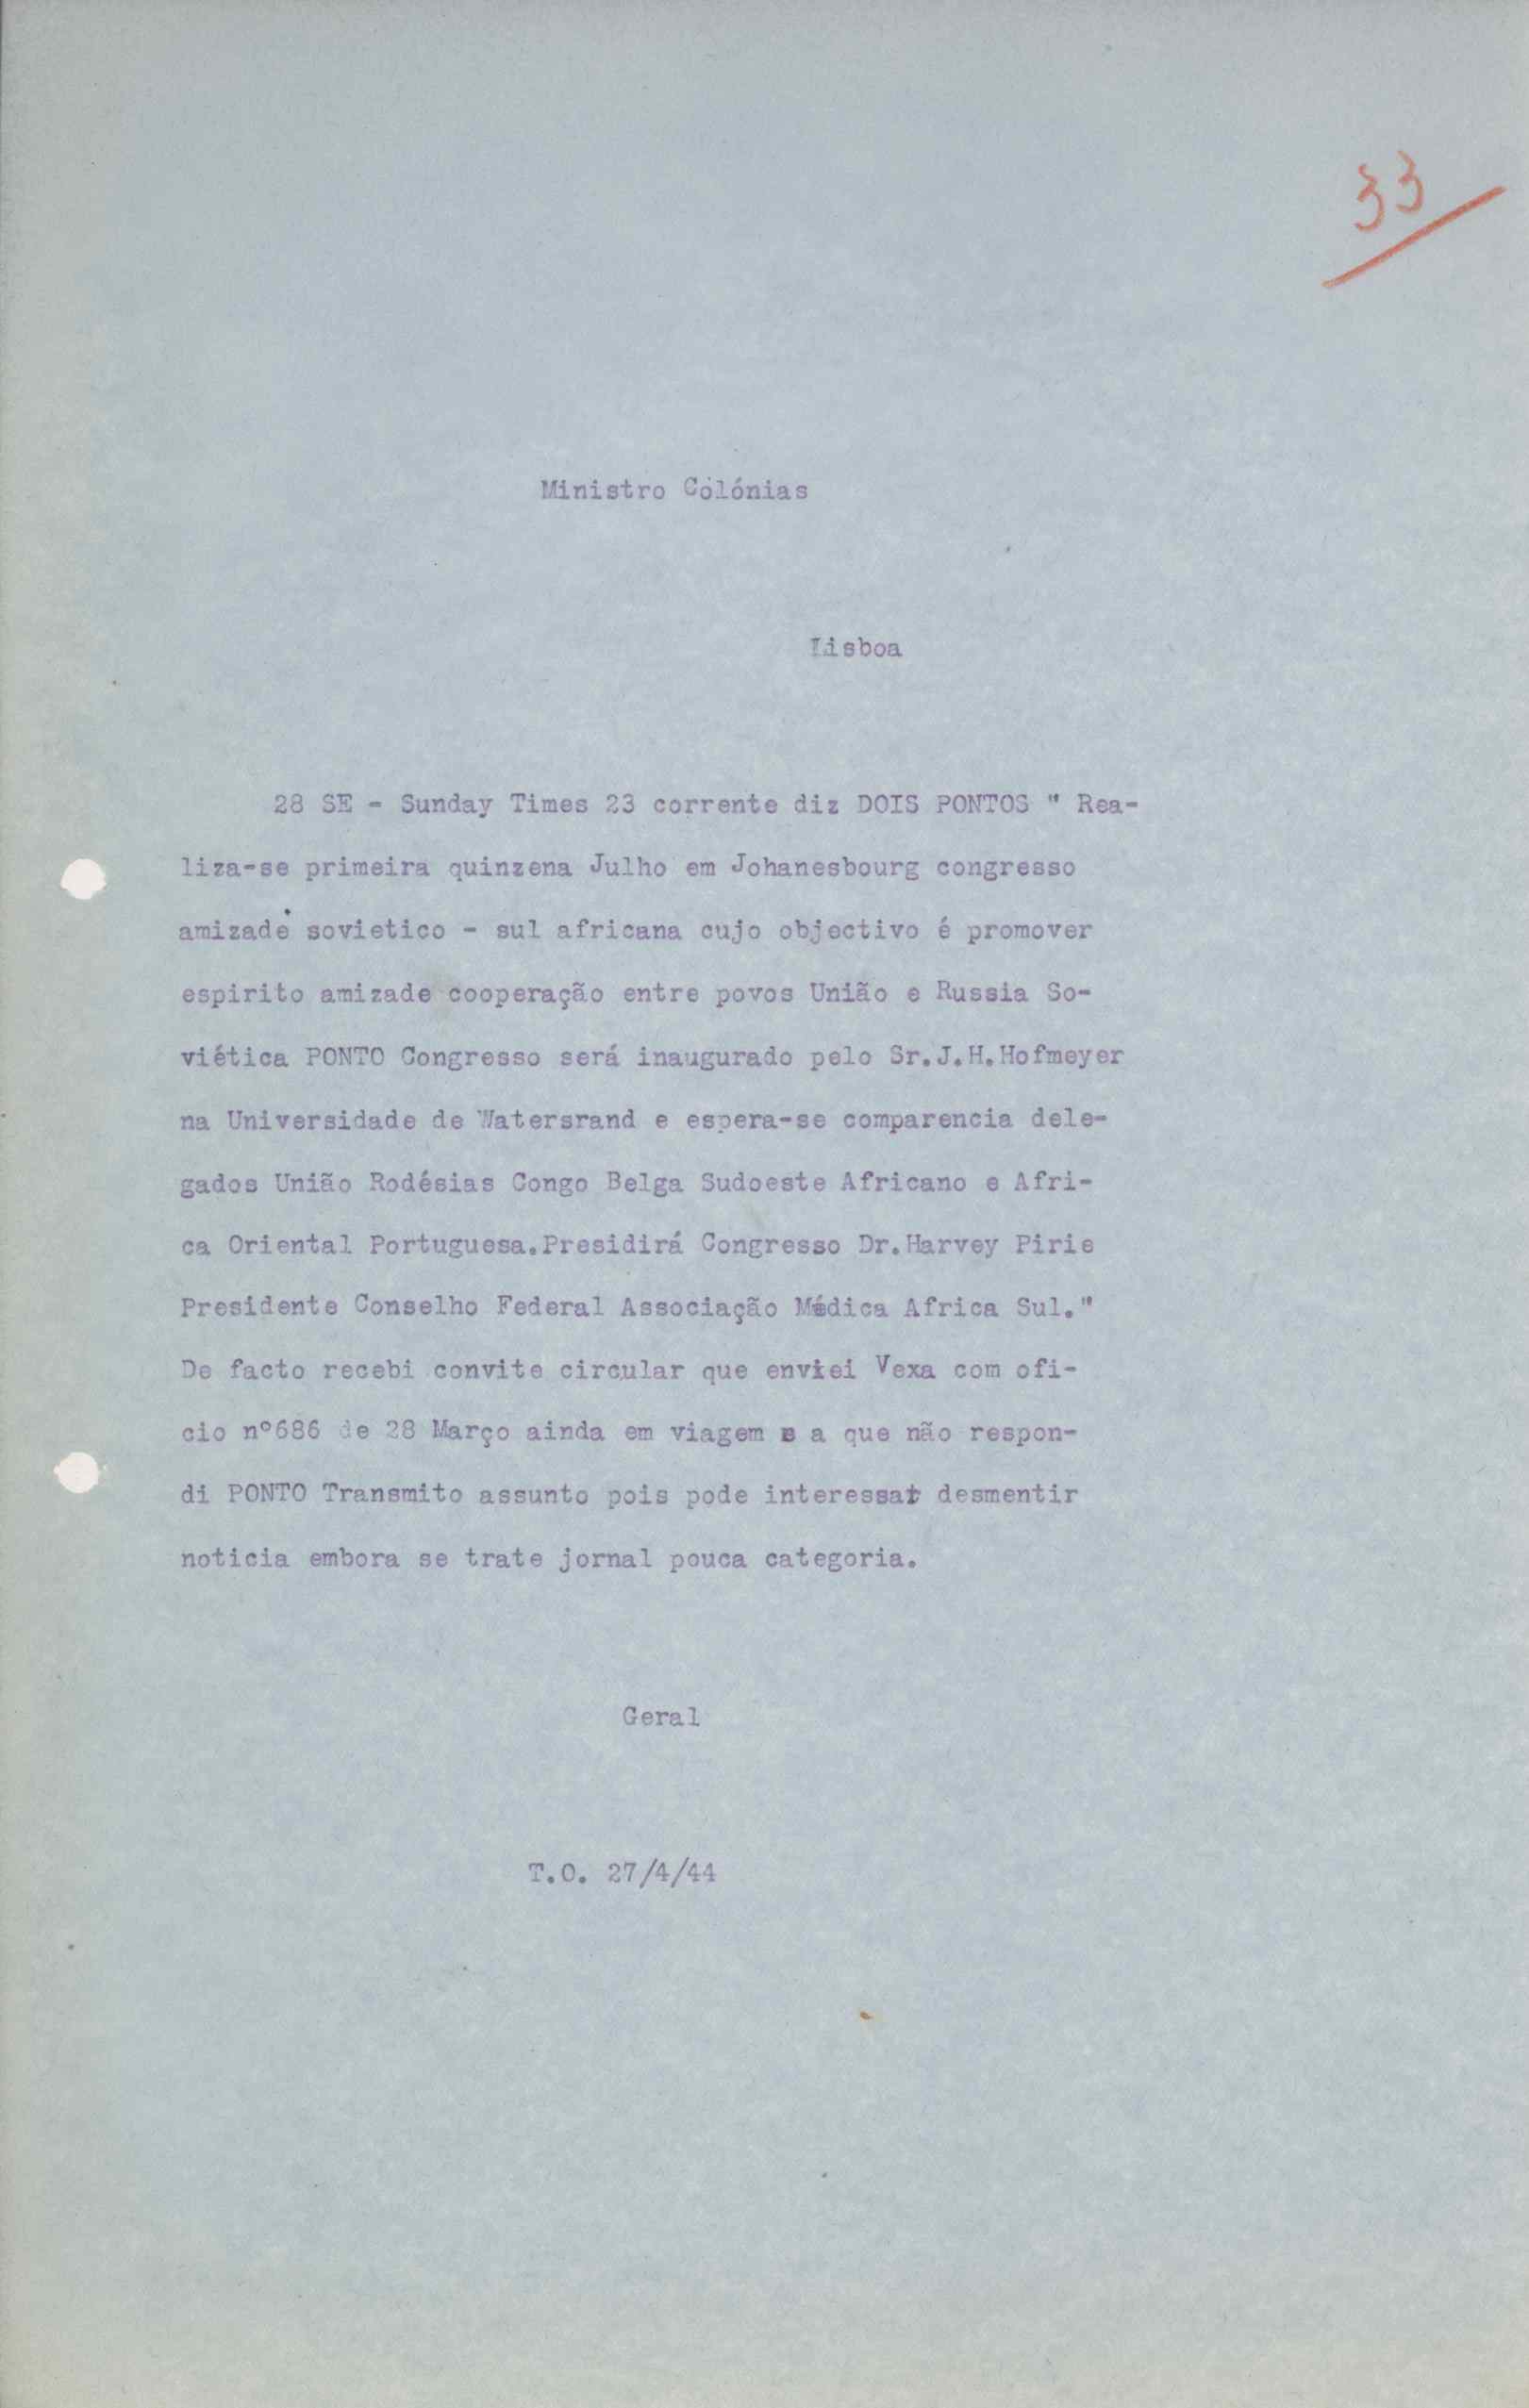 33
Ministro Colónias
Lisboa
28 SE - Sunday Times 23 corrente diz DOIS PONTOS " Rea-
liza-se primeira quinzena Julho em Johanesbourg congresso
amizade sovietico - sul africana cujo objectivo é promover
espirito amizade cooperação entre povos União e Russia So-
viética PONTO Congresso será inaugurado pelo Sr.J.H.Hofmeyer
na Universidade de Watersrand e espera-se comparencia dele-
gados União Rodésias Congo Belga Sudoeste Africano e Afri-
ca Oriental Portuguesa.Presidirá Congresso Dr.Harvey Pirie
Presidente Conselho Federal Associação Médica Africa Sul."
De facto recebi convite circular que enviei Vexa com ofi-
cio nº686 de 28 Março ainda em viagem e a que não respon-
di PONTO Transmito assunto pois pode interessar desmentir
noticia embora se trate jornal pouca categoria.
Geral
T.O. 27/4/44